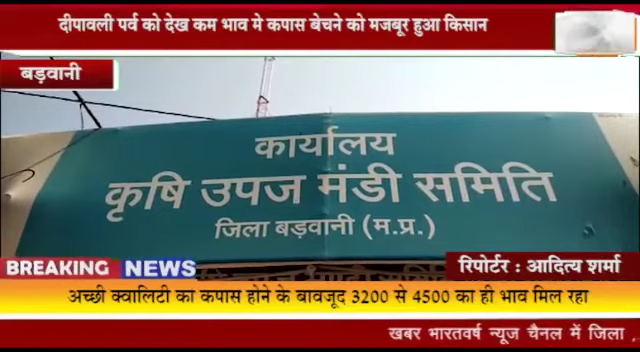 दीपावली पर्व को देख कम भाव मे कपास बेचने को मजबूर हुआ किसान
बड़वानी
कार्यालय
कृषि उपज मंडी समिति
जिला बड़वानी (म.प्र.)
BREAKING NEWS
रिपोर्टर : आदित्य शर्मा
अच्छी क्वालिटी का कपास होने के बावजूद 3200 से 4500 का ही भाव मिल रहा
खबर भारतवर्ष न्यूज चैनल में जिला ,